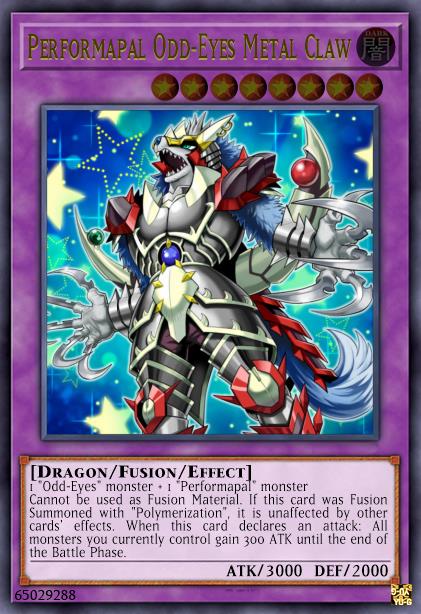 PERFORMAPAL ODD-EYES METAL CLAW
DARK
闇
[DRAGON/FUSION/EFFECT]
1 "Odd-Eyes" monster + 1 "Performapal" monster
Cannot be used as Fusion Material. If this card was Fusion
Summoned with "Polymerization", it is unaffected by other
cards' effects. When this card declares an attack: All
monsters you currently control gain 300 ATK until the end of
the Battle Phase.
ATK/3000 DEF/2000
65029288